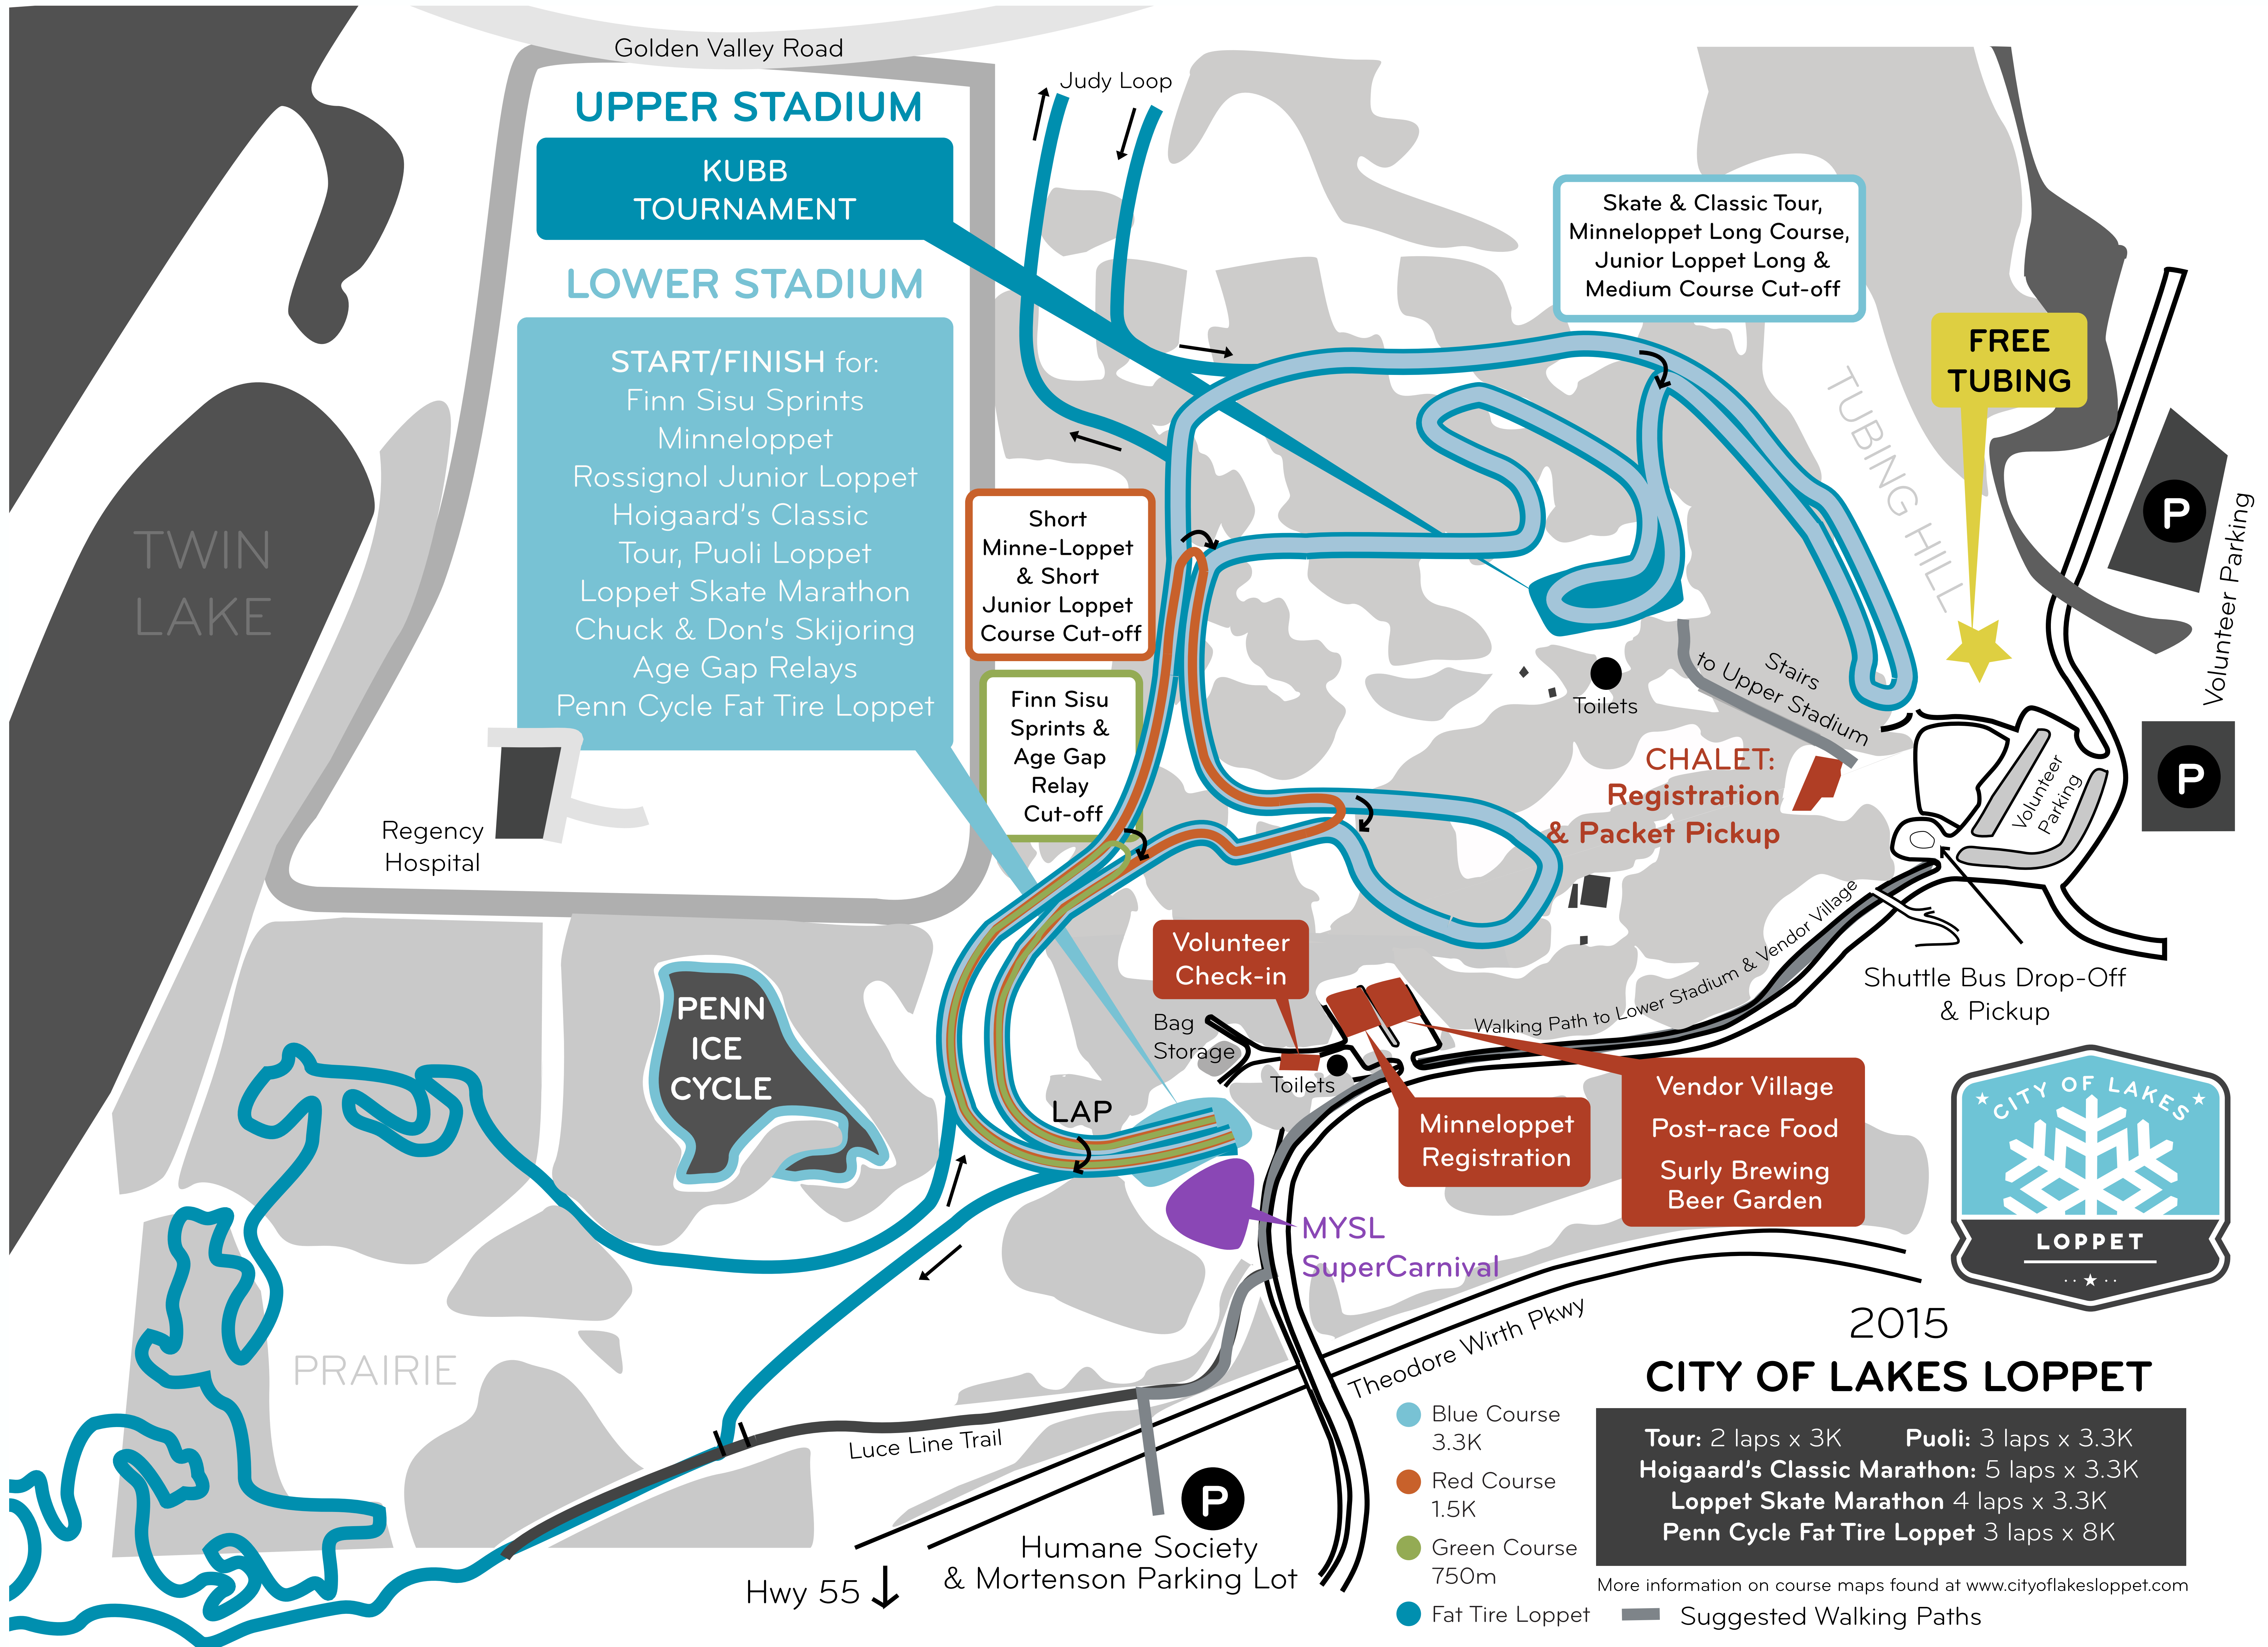 Golden Valley Road
UPPER STADIUM
KUBB
TOURNAMENT
LOWER STADIUM
START/FINISH for:
Finn Sisu Sprints
Minneloppet
Rossignol Junior Loppet
Hoigaard's Classic
Tour, Puoli Loppet
Loppet Skate Marathon
Chuck & Don's Skijoring
Age Gap Relays
Penn Cycle Fat Tire Loppet
Judy Loop
Skate & Classic Tour,
Minneloppet Long Course,
Junior Loppet Long &
Medium Course Cut-off
FREE
TUBING
TUBING HILL
P
Volunteer Parking
P
TWIN
LAKE
Short
Minne-Loppet
& Short
Junior Loppet
Course Cut-off
Finn Sisu
Sprints &
Age Gap
Relay
Cut-off
Toilets
Stairs
to Upper Stadium
CHALET:
Registration
& Packet Pickup
Volunteer
Parking
Regency
Hospital
Volunteer
Check-in
Walking Path to Lower Stadium & Vendor Village
Shuttle Bus Drop-Off
& Pickup
PENN
ICE
CYCLE
Bag
Storage
Toilets
LAP
Minneloppet
Registration
Vendor Village
Post-race Food
Surly Brewing
Beer Garden
CITY OF LAKES
LOPPET
MYSL
SuperCarnival
PRAIRIE
Theodore Wirth Pkwy
Luce Line Trail
P
Humane Society
& Mortenson Parking Lot
Hwy 55
2015
CITY OF LAKES LOPPET
Blue Course
3.3K
Red Course
1.5K
Green Course
750m
Fat Tire Loppet
Tour: 2 laps x 3K Puoli: 3 laps x 3.3K
Hoigaard's Classic Marathon: 5 laps x 3.3K
Loppet Skate Marathon 4 laps x 3.3K
Penn Cycle Fat Tire Loppet 3 laps x 8K
More information on course maps found at www.cityoflakesloppet.com
Suggested Walking Paths